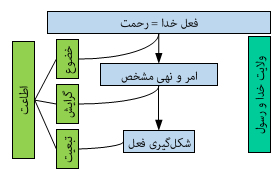 فعل خدا = رحمت
ولایت خدا و رسول
امر و نهی مشخص
شکل‌گیری فعل
خضوع
گرایش
تبعیت
اطاعت